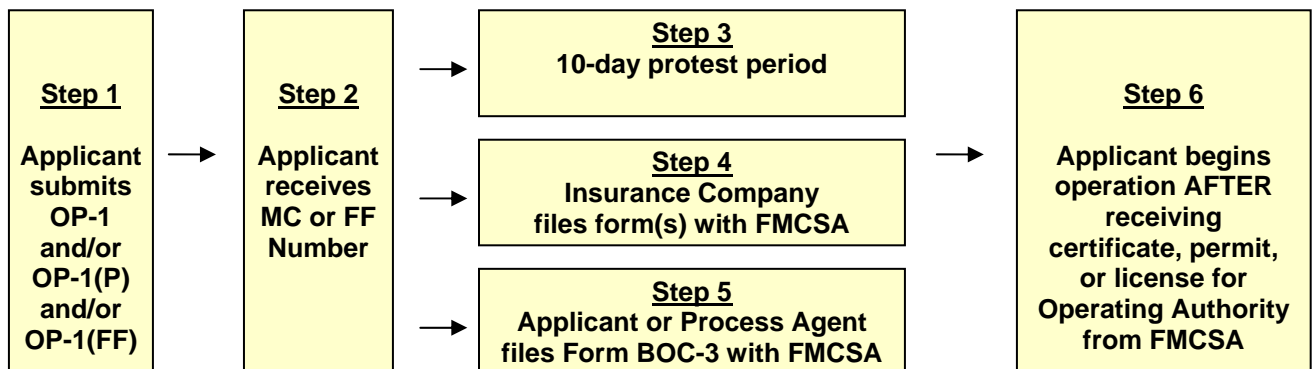 Step 1
Applicant
submits
OP-1
and/or
OP-1(P)
and/or
OP-1(FF)
Step 2
Applicant
receives
MC or FF
Number
Step 3
10-day protest period
Step 4
Insurance Company
files form(s) with FMCSA
Step 5
Applicant or Process Agent
files Form BOC-3 with FMCSA
Step 6
Applicant begins
operation AFTER
receiving
certificate, permit,
or license for
Operating Authority
from FMCSA